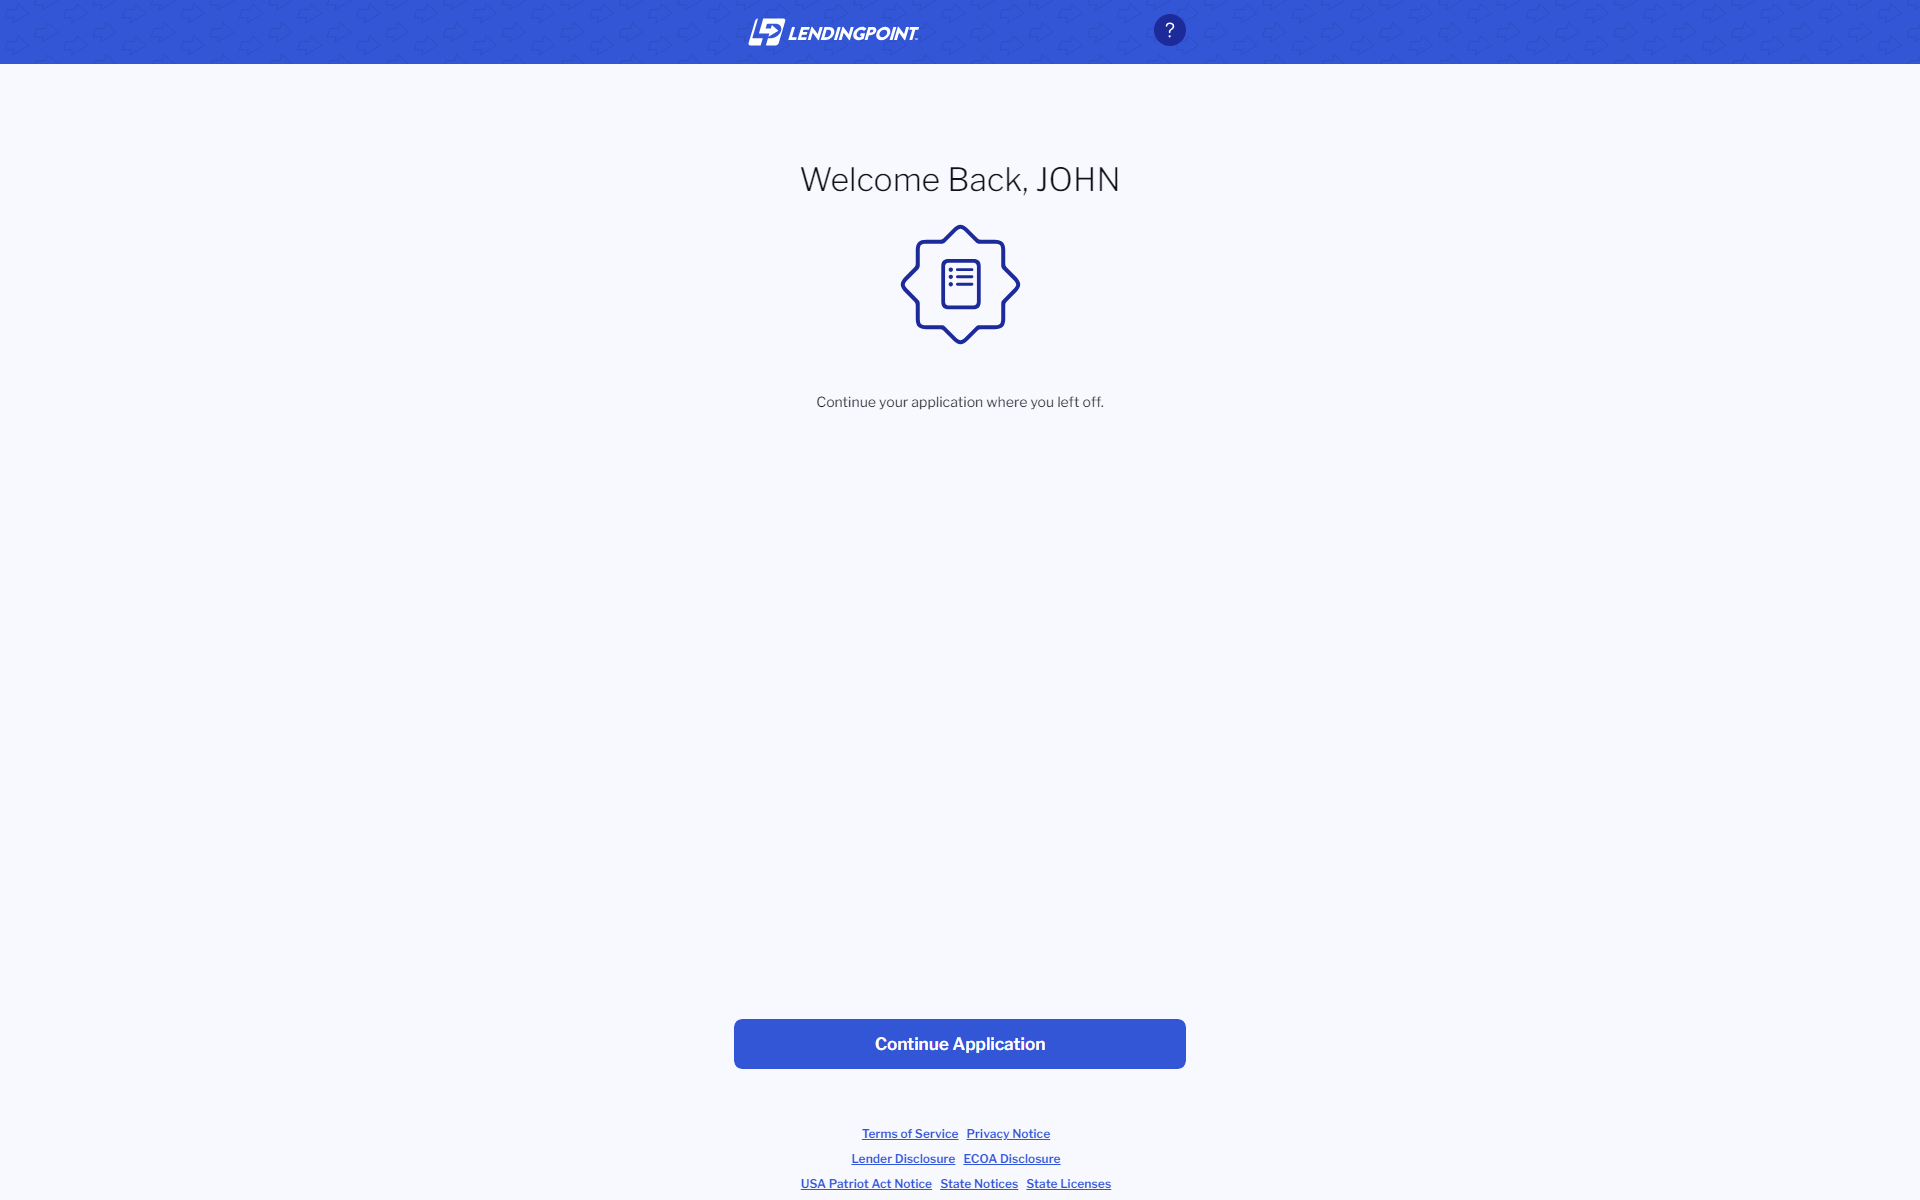 LENDINGPOINT
?
Welcome Back, JOHN
Continue your application where you left off.
Continue Application
Terms of Service Privacy Notice
Lender Disclosure ECOA Disclosure
USA Patriot Act Notice State Notices State Licenses